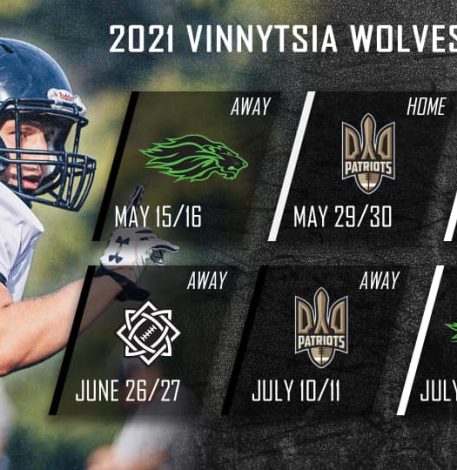 2021 VINNYTSIA WOLVES
AWAY
HOME
PATRIOTS
MAY 15/16
MAY 29/30
AWAY
AWAY
PATRIOTS
JUNE 26/27
JULY 10/11
JULY